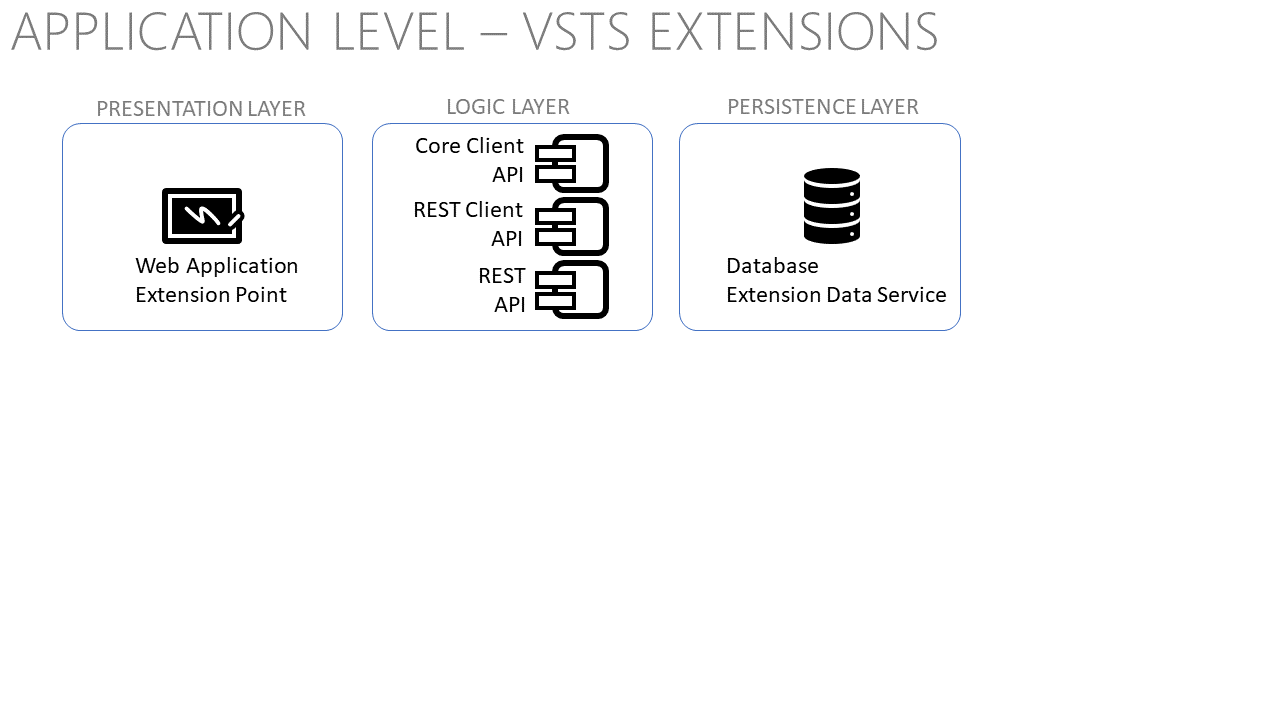 APPLICATION LEVEL – VSTS EXTENSIONS
PRESENTATION LAYER
Web Application
Extension Point
LOGIC LAYER
Core Client
API
REST Client
API
REST
API
PERSISTENCE LAYER
Database
Extension Data Service